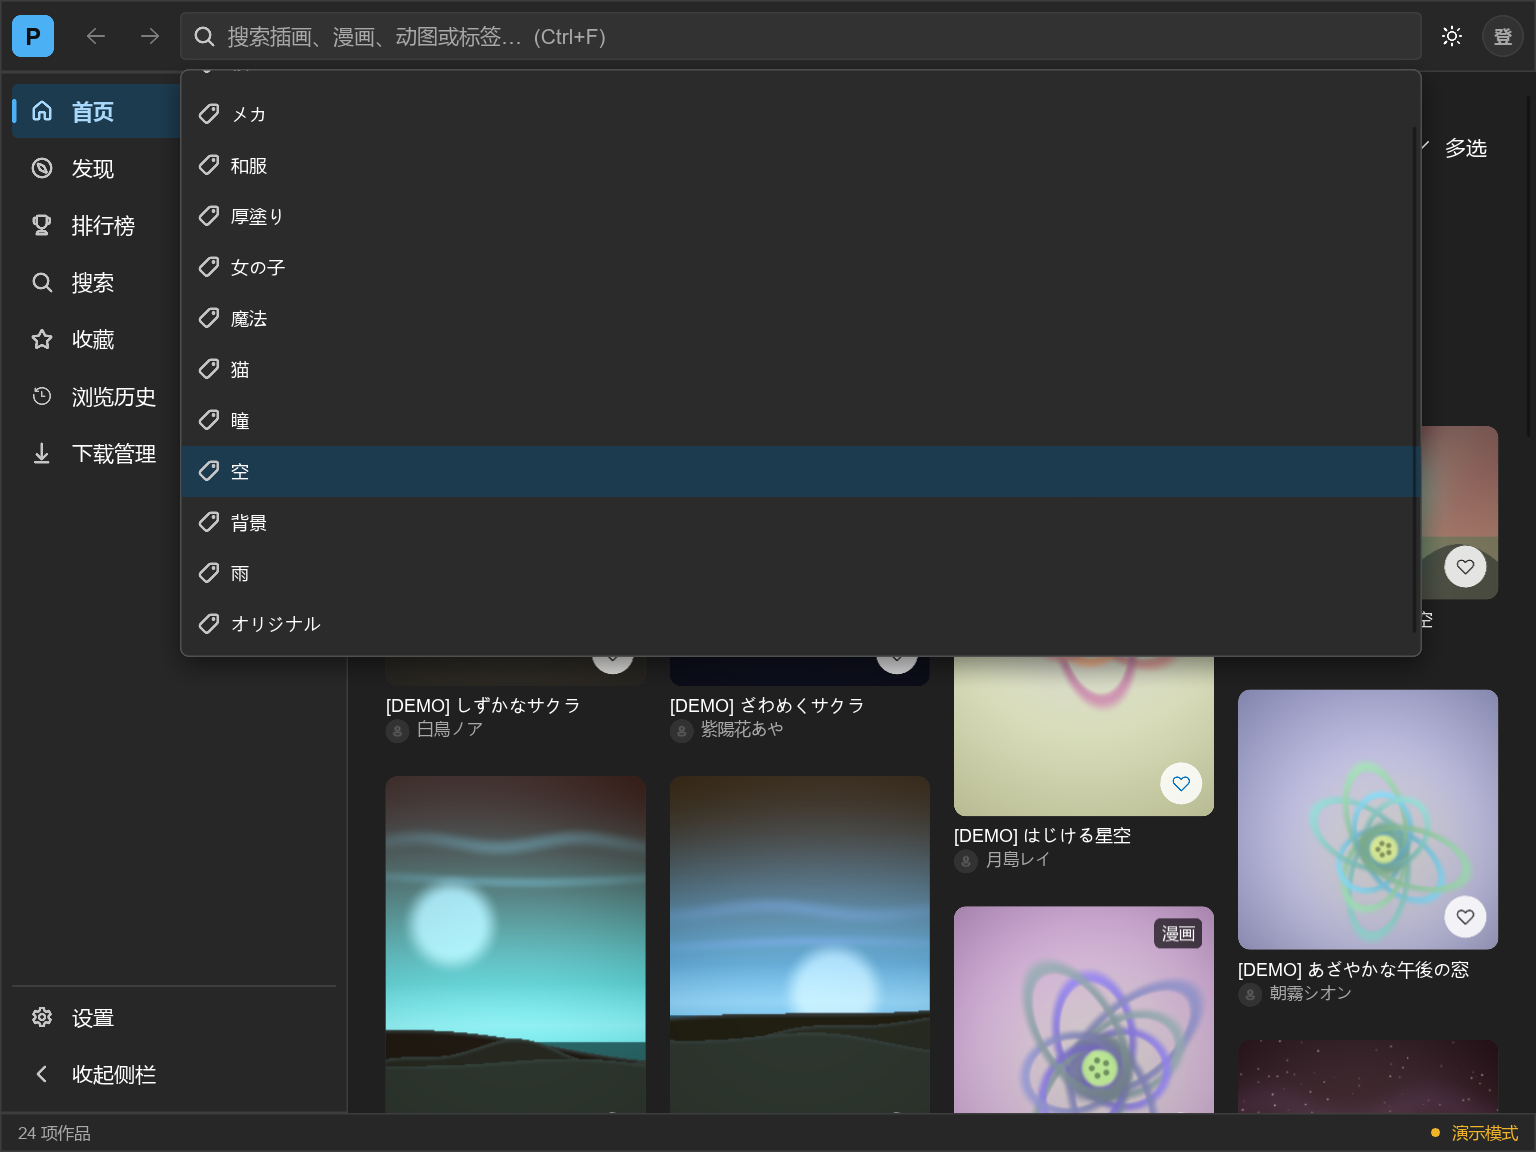 P
搜索插画、漫画、动图或标签… (Ctrl+F)
登
首页
发现
排行榜
搜索
收藏
浏览历史
下载管理
设置
收起侧栏
メカ
和服
厚塗り
女の子
魔法
猫
瞳
空
背景
雨
オリジナル
多选
空
[DEMO] しずかなサクラ
白鳥ノア
[DEMO] ざわめくサクラ
紫陽花あや
[DEMO] はじける星空
月島レイ
漫画
[DEMO] あざやかな午後の窓
朝霧シオン
24 项作品
演示模式